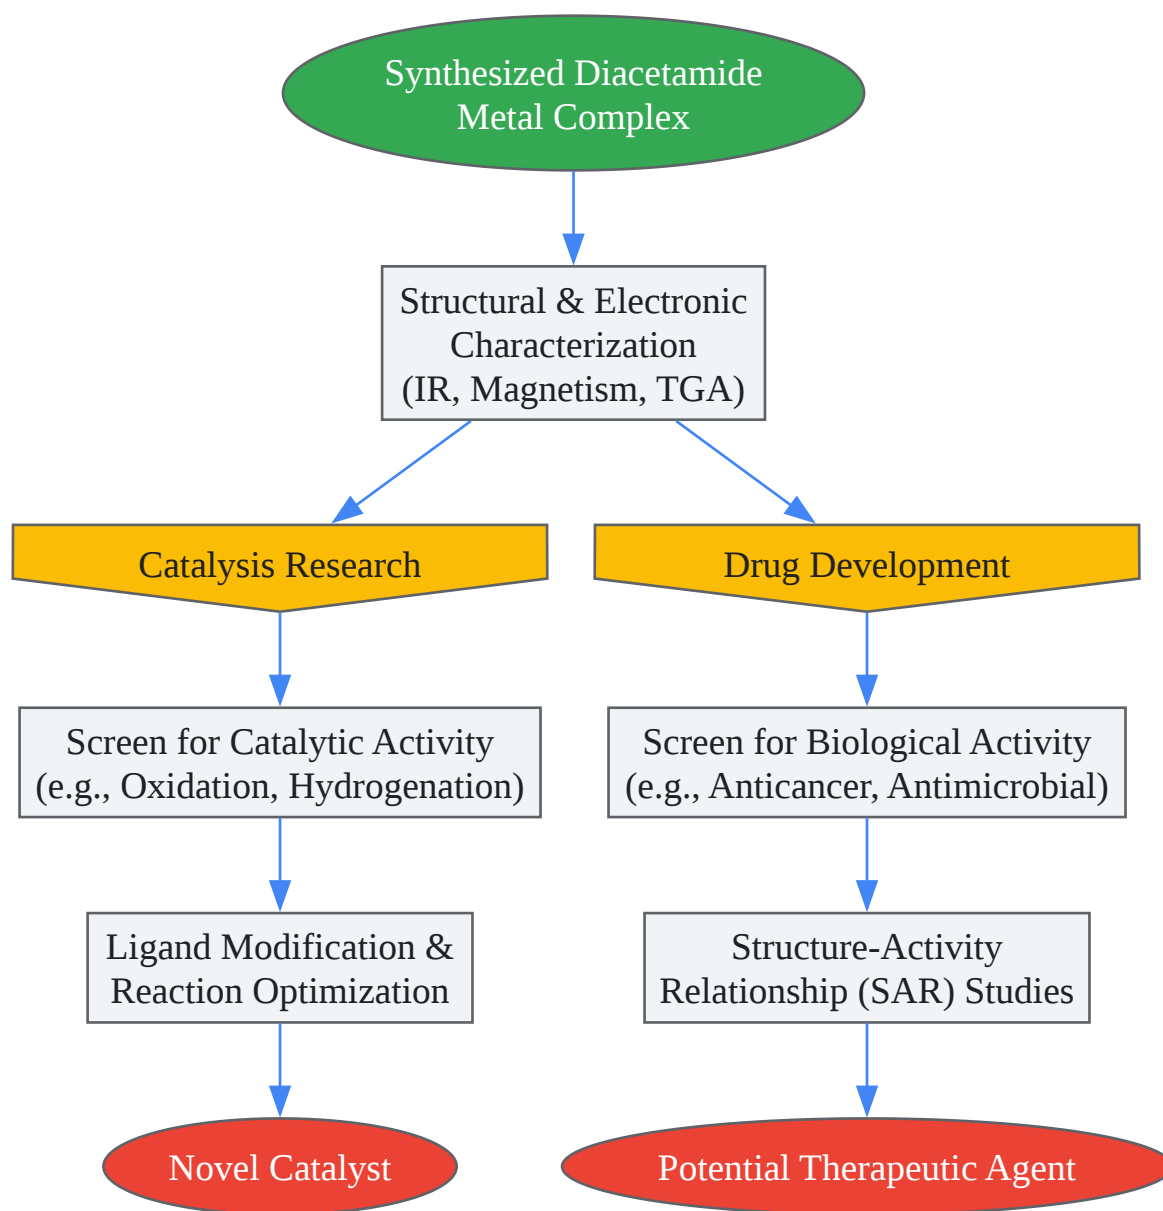 Synthesized Diacetamide
Metal Complex
Structural & Electronic
Characterization
(IR, Magnetism, TGA)
Catalysis Research
Drug Development
Screen for Catalytic Activity
(e.g., Oxidation, Hydrogenation)
Screen for Biological Activity
(e.g., Anticancer, Antimicrobial)
Ligand Modification &
Reaction Optimization
Structure-Activity
Relationship (SAR) Studies
Novel Catalyst
Potential Therapeutic Agent